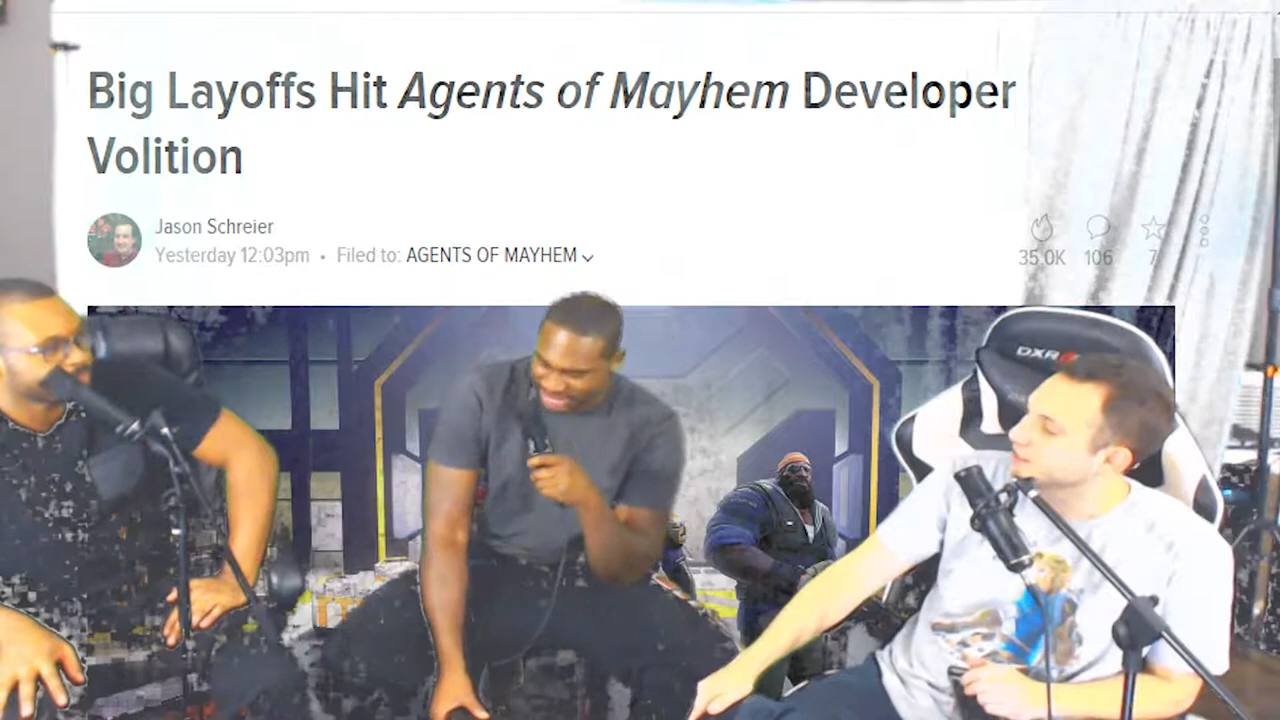 Big Layoffs Hit Agents of Mayhem Developer
Volition
Jason Schreier
Yesterday 12:03pm • Filed to: AGENTS OF MAYHEM
35.0K 106 7
DXR